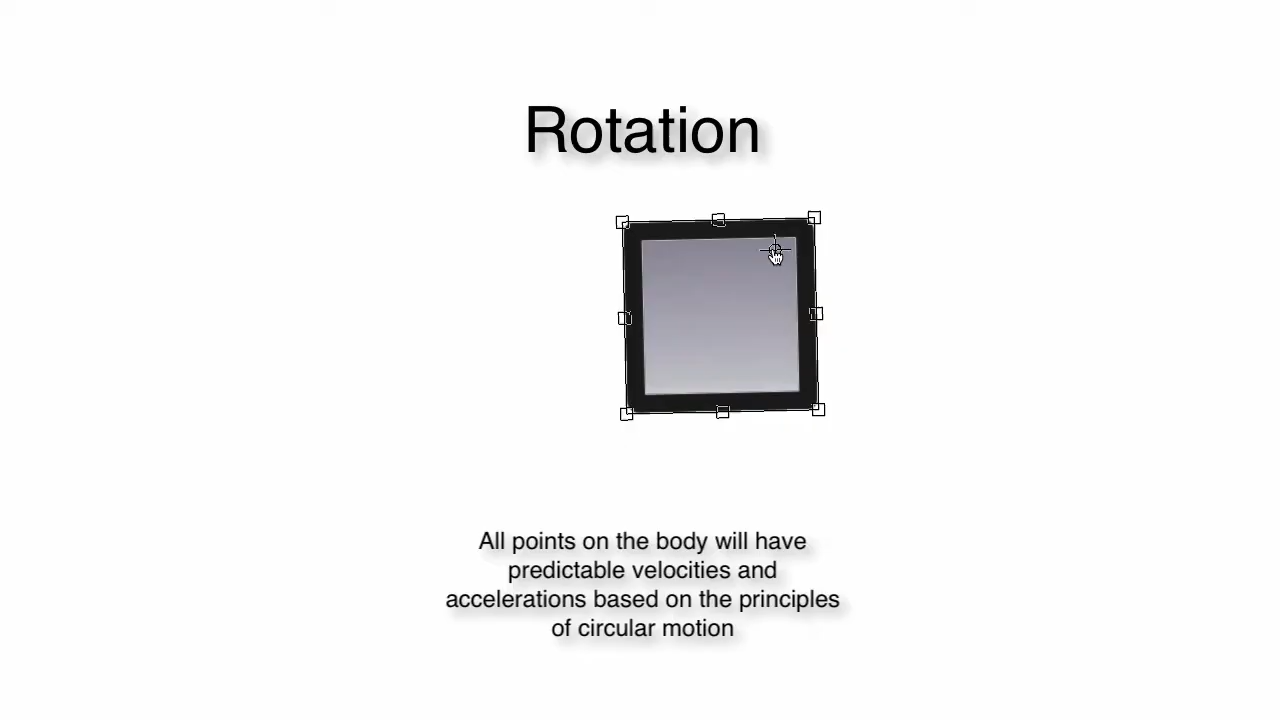 Rotation
All points on the body will have
predictable velocities and
accelerations based on the principles
of circular motion